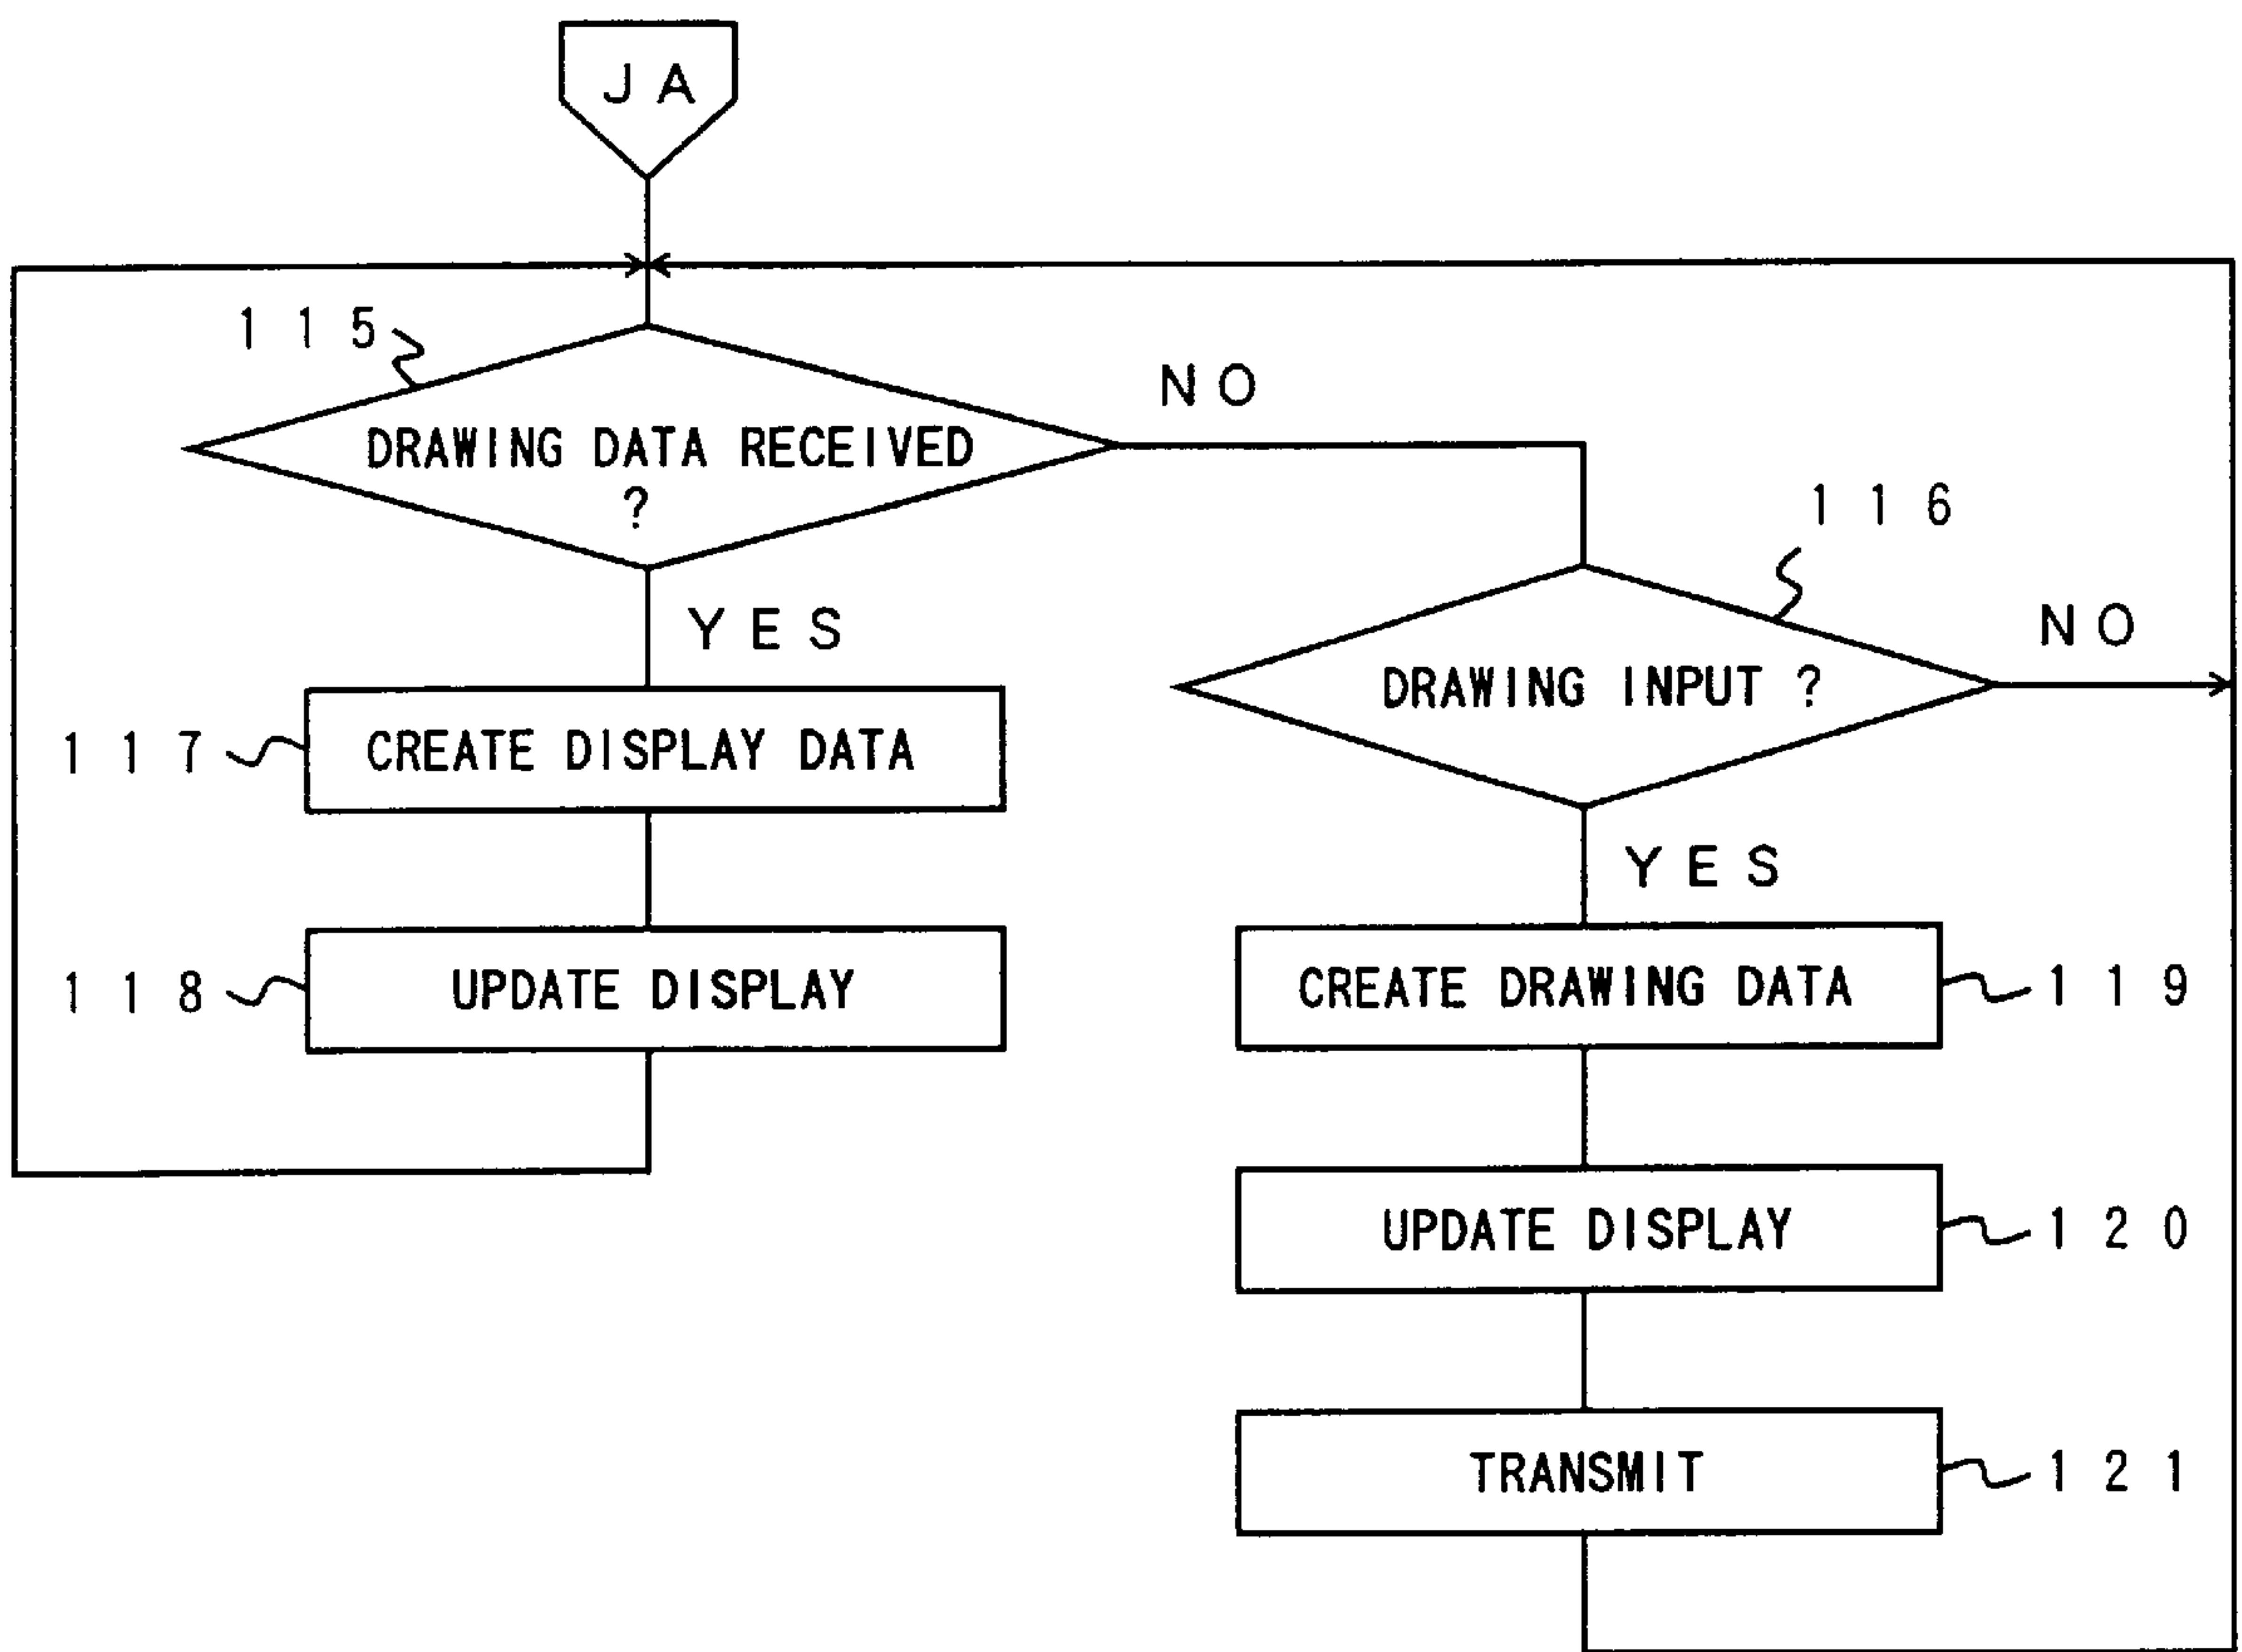 JA
115
NO
DRAWING DATA RECEIVED
?
116
YES
NO
DRAWING INPUT ?
117
CREATE DISPLAY DATA
YES
118
UPDATE DISPLAY
CREATE DRAWING DATA
119
UPDATE DISPLAY
120
TRANSMIT
121